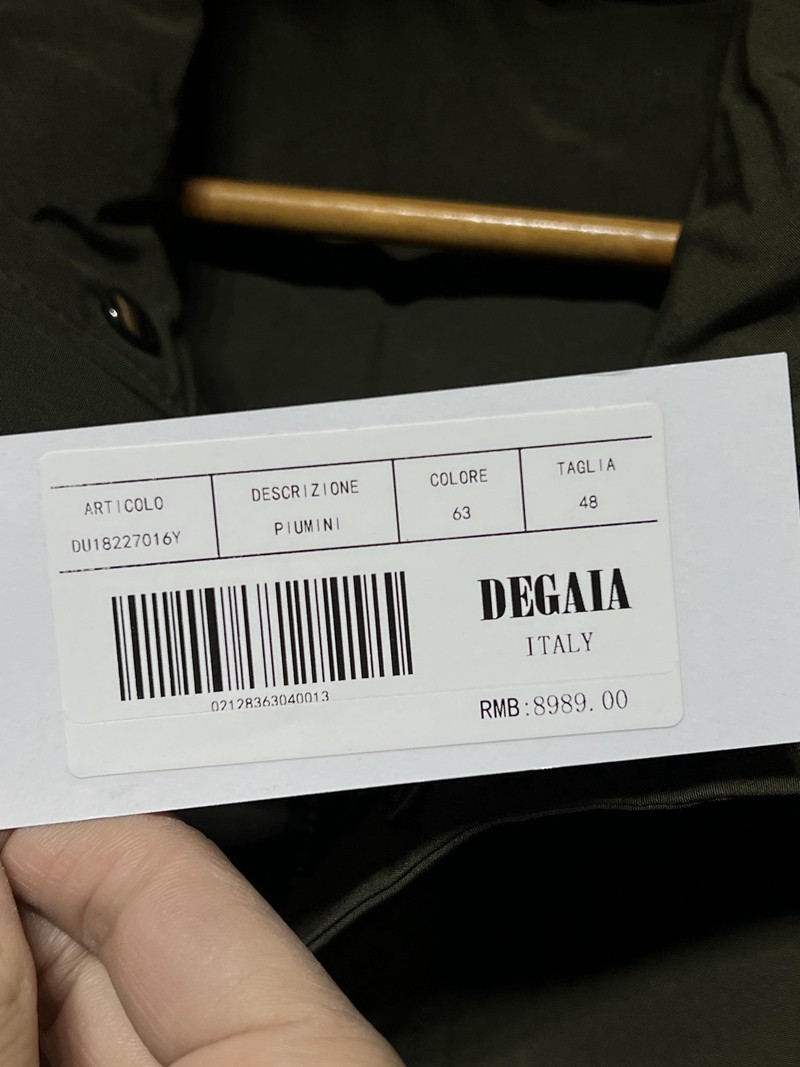 ARTICOLO DESCRIZIONE COLORE TAGLIA
DU18227016Y PIUMINI 63 48
DEGAIA
ITALY
02128363040013
RMB:8989.00